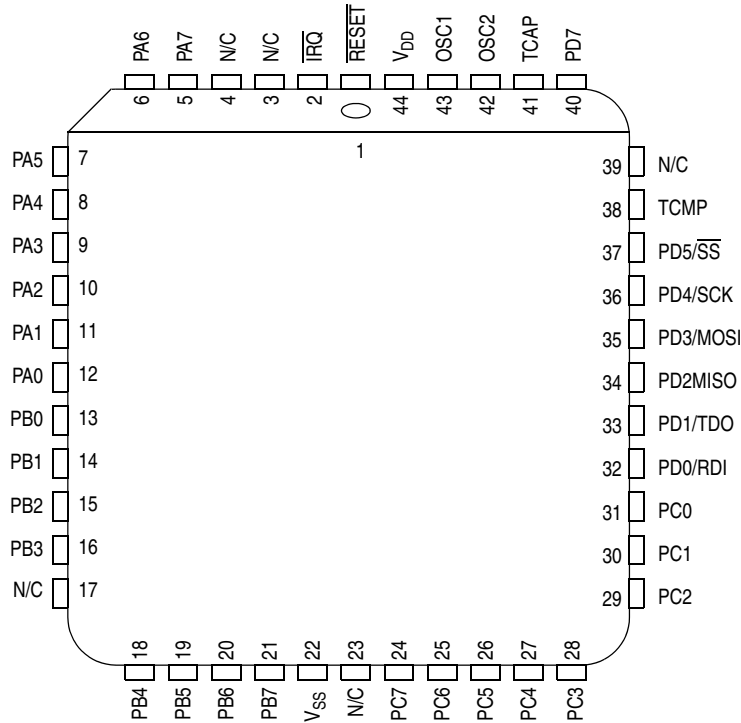 PA6 PA7 N/C N/C IRQ RESET VDD OSC1 OSC2 TCAP PD7
6 5 4 3 2 44 43 42 41 40
1
PA5 7
PA4 8
PA3 9
PA2 10
PA1 11
PA0 12
PB0 13
PB1 14
PB2 15
PB3 16
N/C 17
39 N/C
38 TCMP
37 PD5/SS
36 PD4/SCK
35 PD3/MOSI
34 PD2MISO
33 PD1/TDO
32 PD0/RDI
31 PC0
30 PC1
29 PC2
18 19 20 21 22 23 24 25 26 27 28
PB4 PB5 PB6 PB7 VSS N/C PC7 PC6 PC5 PC4 PC3